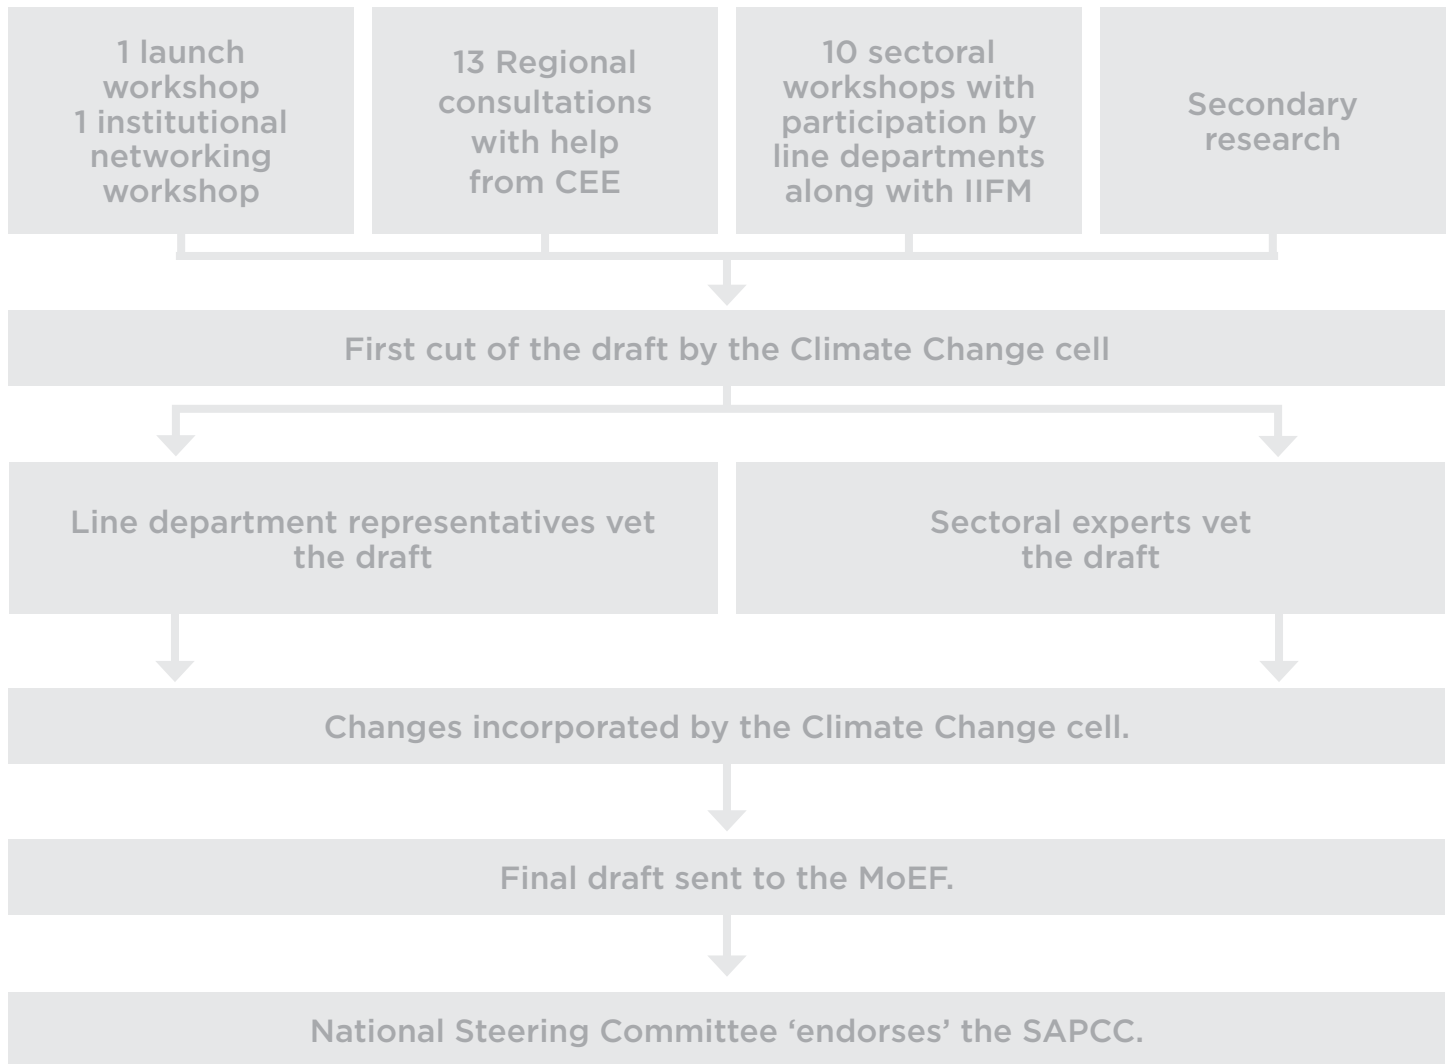 1 launch
workshop
1 institutional
networking
workshop
13 Regional
consultations
with help
from CEE
10 sectoral
workshops with
participation by
line departments
along with IIFM
Secondary
research
First cut of the draft by the Climate Change cell
Line department representatives vet
the draft
Sectoral experts vet
the draft
Changes incorporated by the Climate Change cell.
Final draft sent to the MoEF.
National Steering Committee ‘endorses’ the SAPCC.